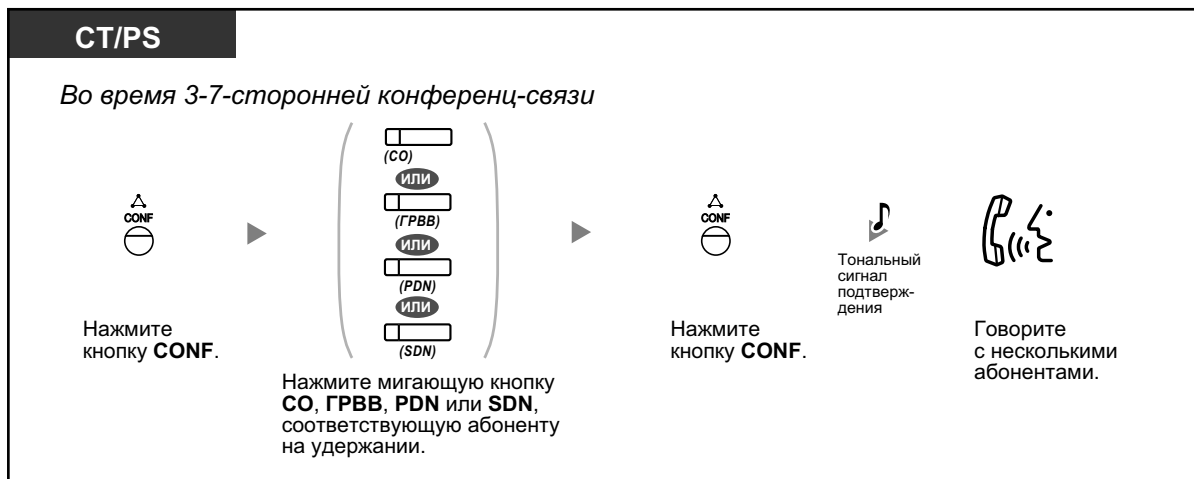 CT/PS
Во время 3-7-сторонней конференц-связи
CONF
Нажмите
кнопку CONF.
(CO)
или
(ГРВВ)
или
(PDN)
или
(SDN)
Нажмите мигающую кнопку
CO, ГРВВ, PDN или SDN,
соответствующую абоненту
на удержании.
CONF
Нажмите
кнопку CONF.
Тональный
сигнал
подтверж-
дения
Говорите
с несколькими
абонентами.